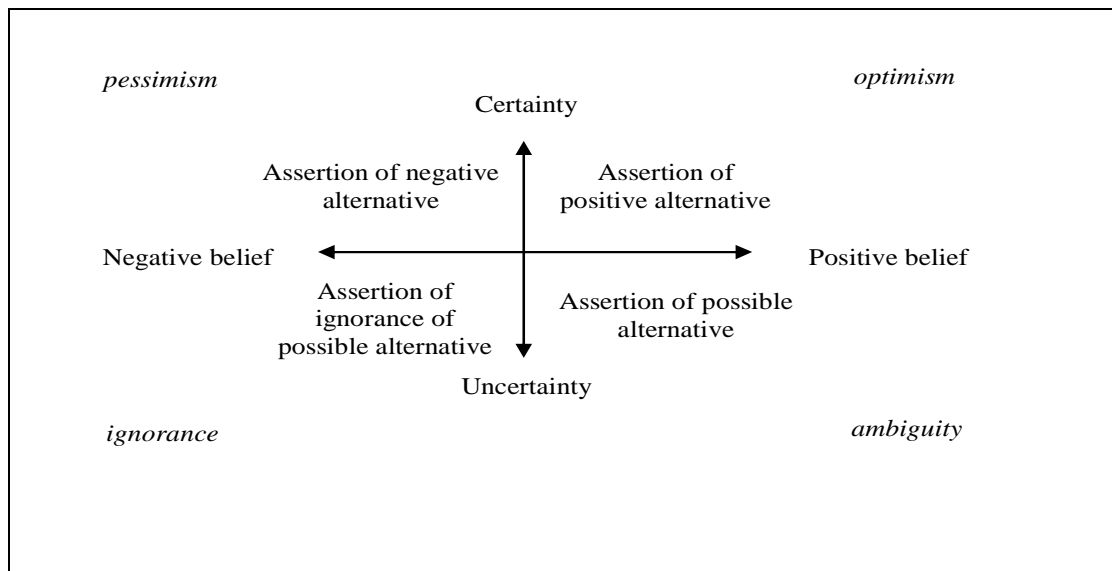 pessimism
optimism
Certainty
Assertion of negative
alternative
Assertion of
positive alternative
Negative belief
Positive belief
Assertion of
ignorance of
possible alternative
Assertion of possible
alternative
Uncertainty
ignorance
ambiguity